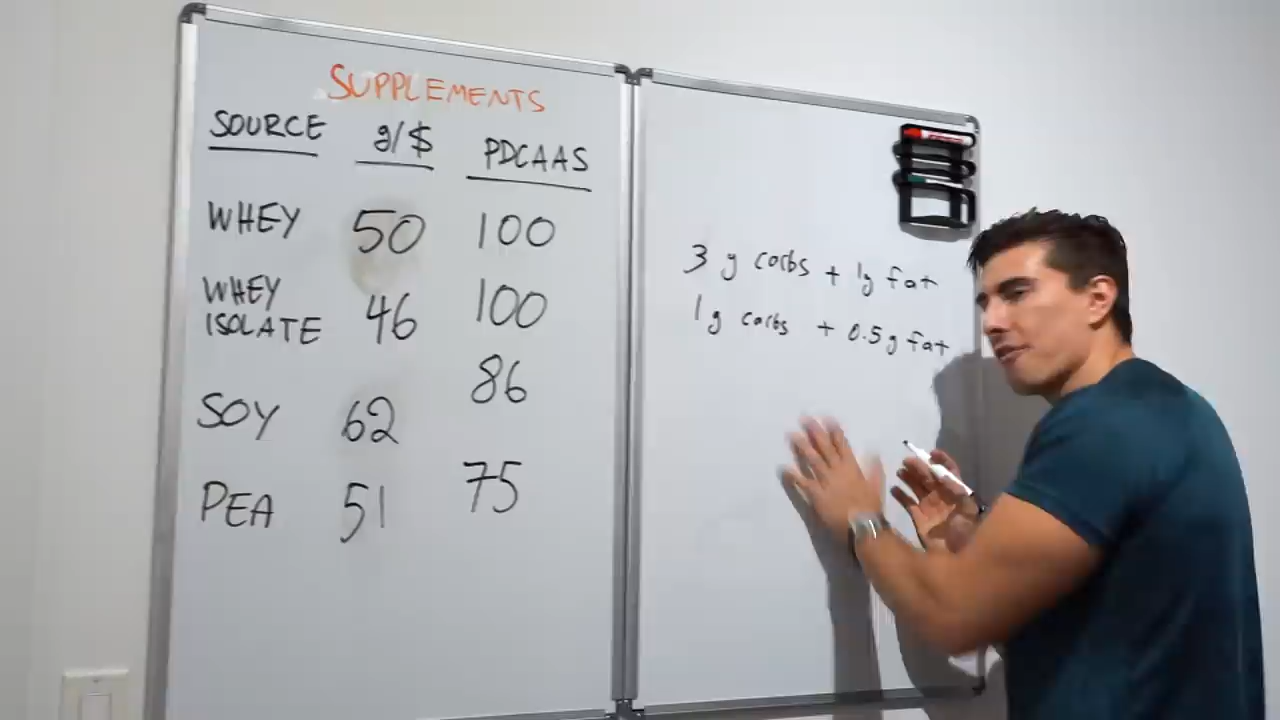 SUPPLEMENTS
SOURCE g/$ PDCAAS
WHEY 50 100
WHEY ISOLATE 46 100
SOY 62 86
PEA 51 75
3 g carbs + 1g fat
1g carbs + 0.5g fat